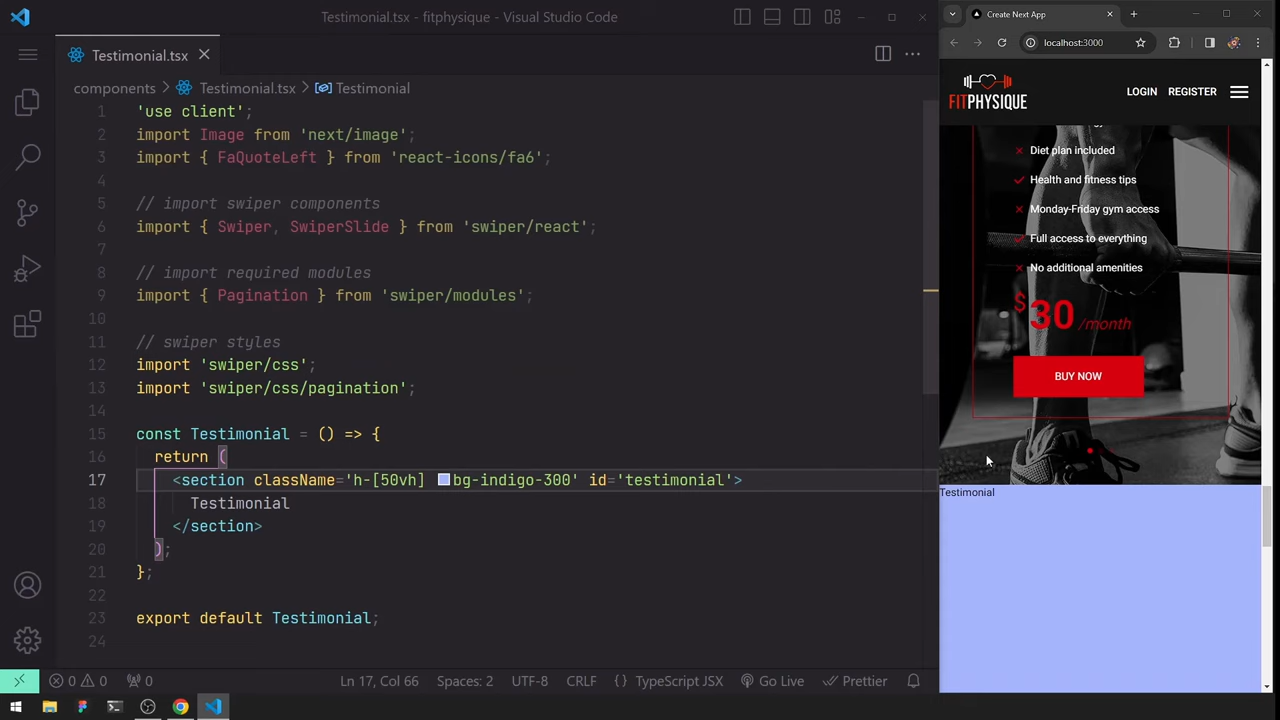 Testimonial.tsx - fitphysique - Visual Studio Code
Testimonial.tsx
components > Testimonial.tsx > Testimonial
1 'use client';
2 import Image from 'next/image';
3 import { FaQuoteLeft } from 'react-icons/fa6';
4
5 // import swiper components
6 import { Swiper, SwiperSlide } from 'swiper/react';
7
8 // import required modules
9 import { Pagination } from 'swiper/modules';
10
11 // swiper styles
12 import 'swiper/css';
13 import 'swiper/css/pagination';
14
15 const Testimonial = () => {
16 return (
17 <section className='h-[50vh] bg-indigo-300' id='testimonial'>
18 Testimonial
19 </section>
20 );
21 };
22
23 export default Testimonial;
24
0 0 0 Ln 17, Col 66 Spaces: 2 UTF-8 CRLF {} TypeScript JSX Go Live Prettier
Create Next App
localhost:3000
FITPHYSIQUE LOGIN REGISTER
Diet plan included
Health and fitness tips
Monday-Friday gym access
Full access to everything
No additional amenities
$30 /month
BUY NOW
Testimonial